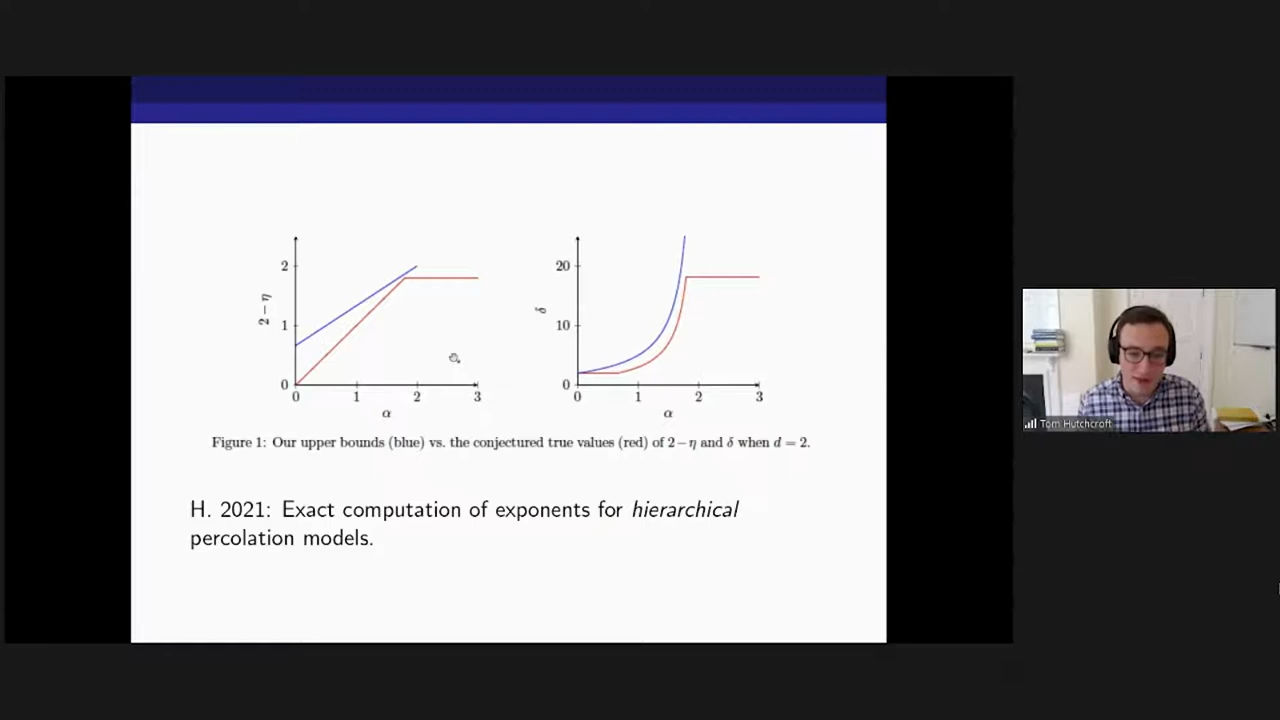 2
1
0
2 − η
0
1
2
3
α
20
10
0
δ
0
1
2
3
α
Figure 1: Our upper bounds (blue) vs. the conjectured true values (red) of 2 − η and δ when d = 2.
H. 2021: Exact computation of exponents for hierarchical
percolation models.
Tom Hutchcroft